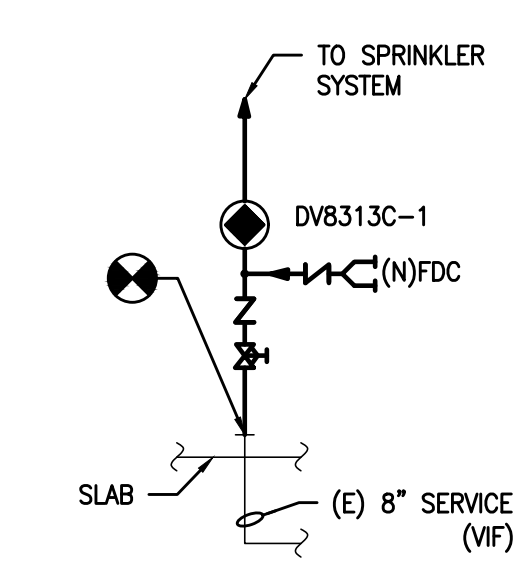 TO SPRINKLER
SYSTEM
DV8313C-1
(N)FDC
SLAB
(E) 8” SERVICE
(VIF)